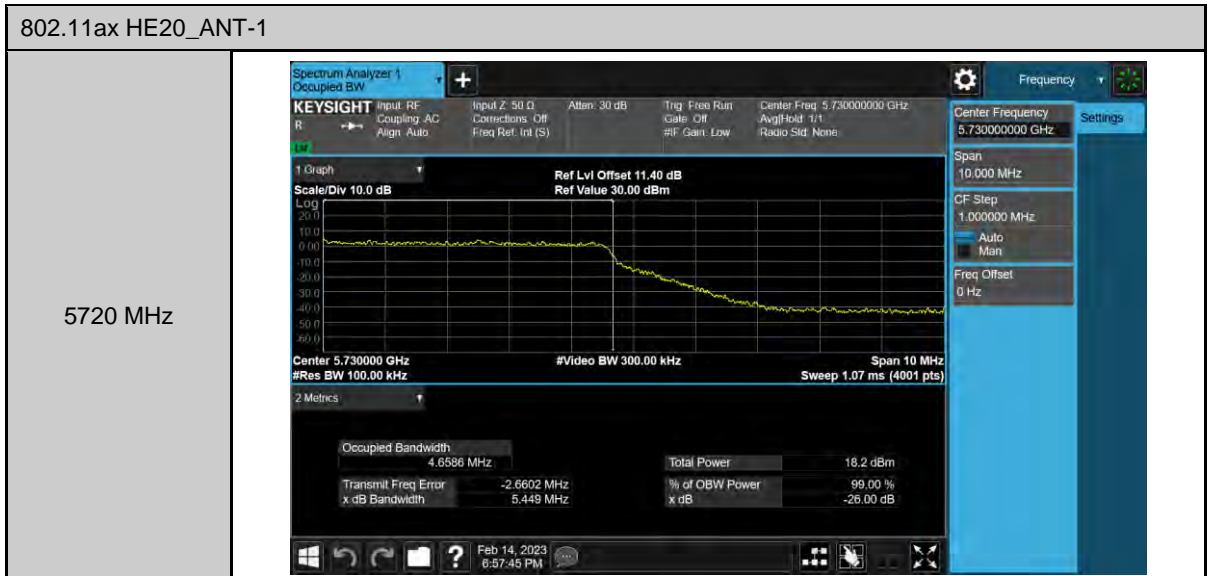 802.11ax HE20_ANT-1
5720 MHz
Spectrum Analyzer 1
Occupied BW
Frequency
KEYSIGHT Input: RF
R
Coupling: AC
Align: Auto
Input Z: 50 Ω
Corrections: Off
Freq Ref: Int (S)
Atten: 30 dB
Trig: Free Run
Gate: Off
#IF Gain: Low
Center Freq: 5.730000000 GHz
Avg|Hold: 1/1
Radio Std: None
1 Graph
Scale/Div 10.0 dB
Ref Lvl Offset 11.40 dB
Ref Value 30.00 dBm
Log
20.0
10.0
0.00
-10.0
-20.0
-30.0
-40.0
-50.0
-60.0
Center 5.730000 GHz
#Res BW 100.00 kHz
#Video BW 300.00 kHz
Span 10 MHz
Sweep 1.07 ms (4001 pts)
2 Metrics
Occupied Bandwidth
4.6586 MHz
Total Power 18.2 dBm
Transmit Freq Error -2.6602 MHz
% of OBW Power 99.00 %
x dB Bandwidth 5.449 MHz
x dB -26.00 dB
Center Frequency
5.730000000 GHz
Settings
Span
10.000 MHz
CF Step
1.000000 MHz
Auto
Man
Freq Offset
0 Hz
?
Feb 14, 2023
6:57:45 PM